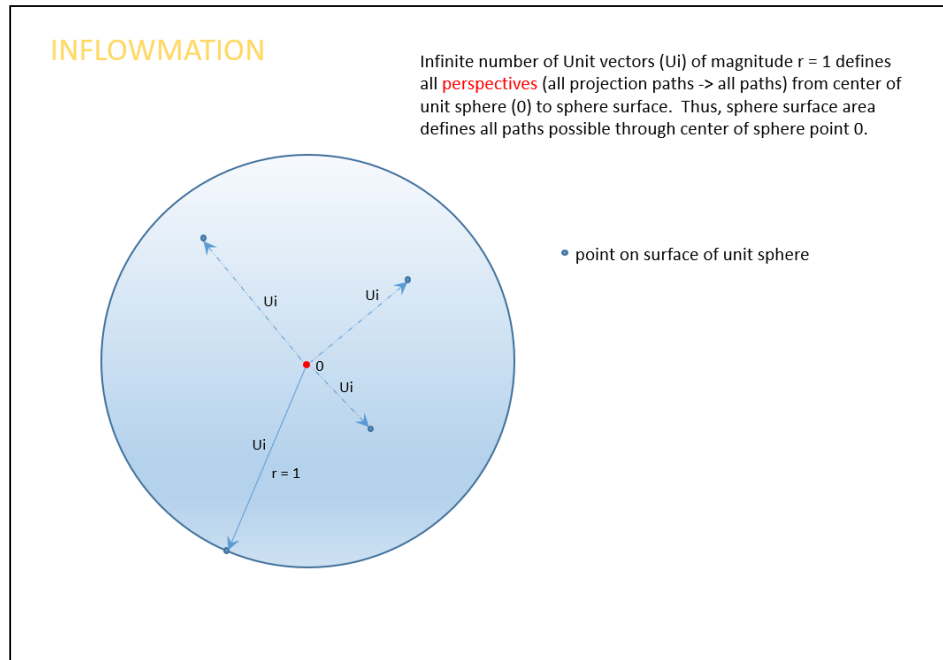 INFLOWMATION
Infinite number of Unit vectors (Ui) of magnitude r = 1 defines
all perspectives (all projection paths -> all paths) from center of
unit sphere (0) to sphere surface.  Thus, sphere surface area
defines all paths possible through center of sphere point 0.
point on surface of unit sphere
Ui
Ui
0
Ui
Ui
r = 1